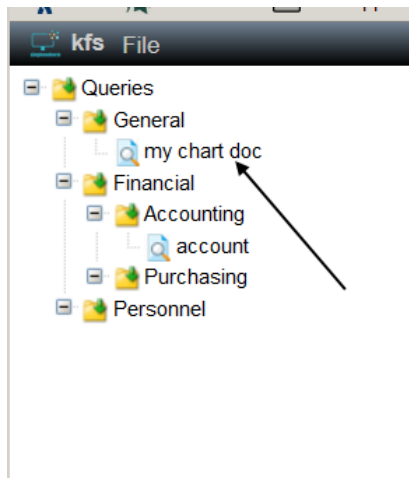 kfs File
Queries
General
my chart doc
Financial
Accounting
account
Purchasing
Personnel